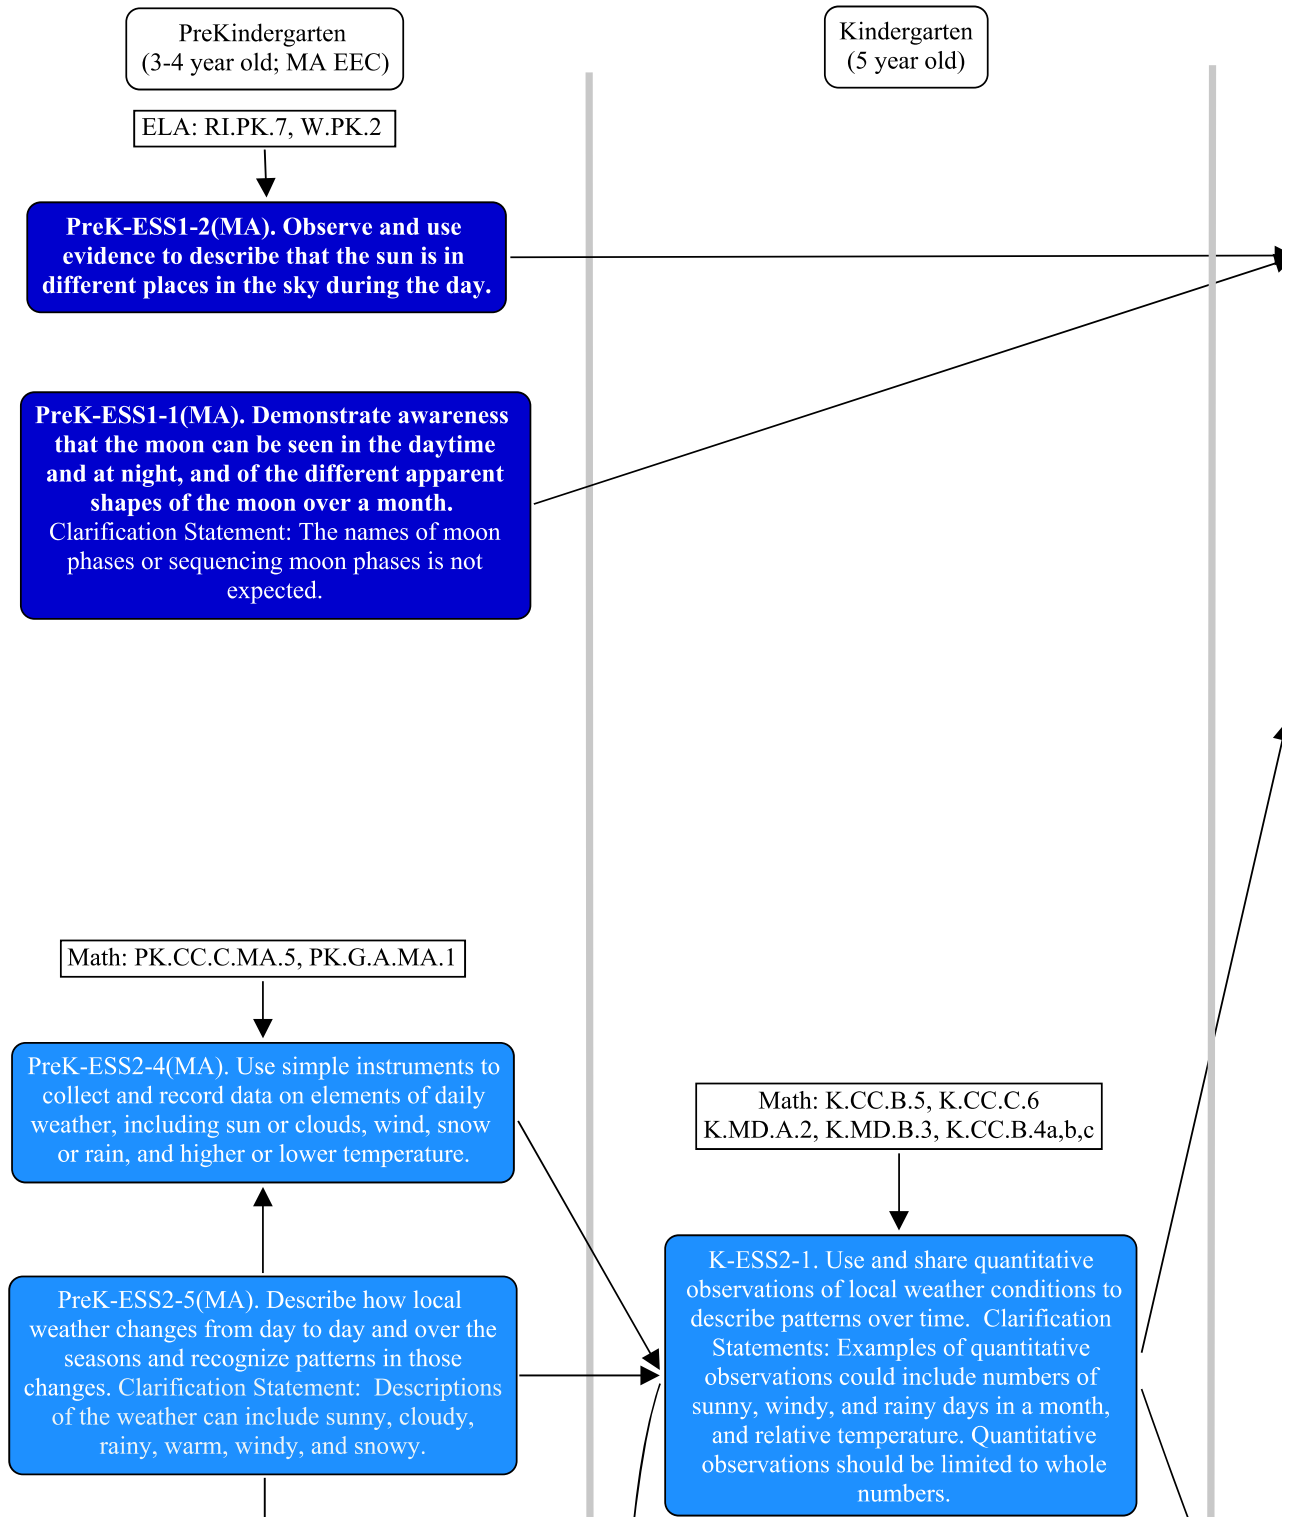 PreKindergarten
(3-4 year old; MA EEC)
Kindergarten
(5 year old)
ELA: RI.PK.7, W.PK.2
PreK-ESS1-2(MA). Observe and use
evidence to describe that the sun is in
different places in the sky during the day.
PreK-ESS1-1(MA). Demonstrate awareness
that the moon can be seen in the daytime
and at night, and of the different apparent
shapes of the moon over a month.
Clarification Statement: The names of moon
phases or sequencing moon phases is not
expected.
Math: PK.CC.C.MA.5, PK.G.A.MA.1
PreK-ESS2-4(MA). Use simple instruments to
collect and record data on elements of daily
weather, including sun or clouds, wind, snow
or rain, and higher or lower temperature.
Math: K.CC.B.5, K.CC.C.6
K.MD.A.2, K.MD.B.3, K.CC.B.4a,b,c
PreK-ESS2-5(MA). Describe how local
weather changes from day to day and over the
seasons and recognize patterns in those
changes. Clarification Statement:  Descriptions
of the weather can include sunny, cloudy,
rainy, warm, windy, and snowy.
K-ESS2-1. Use and share quantitative
observations of local weather conditions to
describe patterns over time.  Clarification
Statements: Examples of quantitative
observations could include numbers of
sunny, windy, and rainy days in a month,
and relative temperature. Quantitative
observations should be limited to whole
numbers.